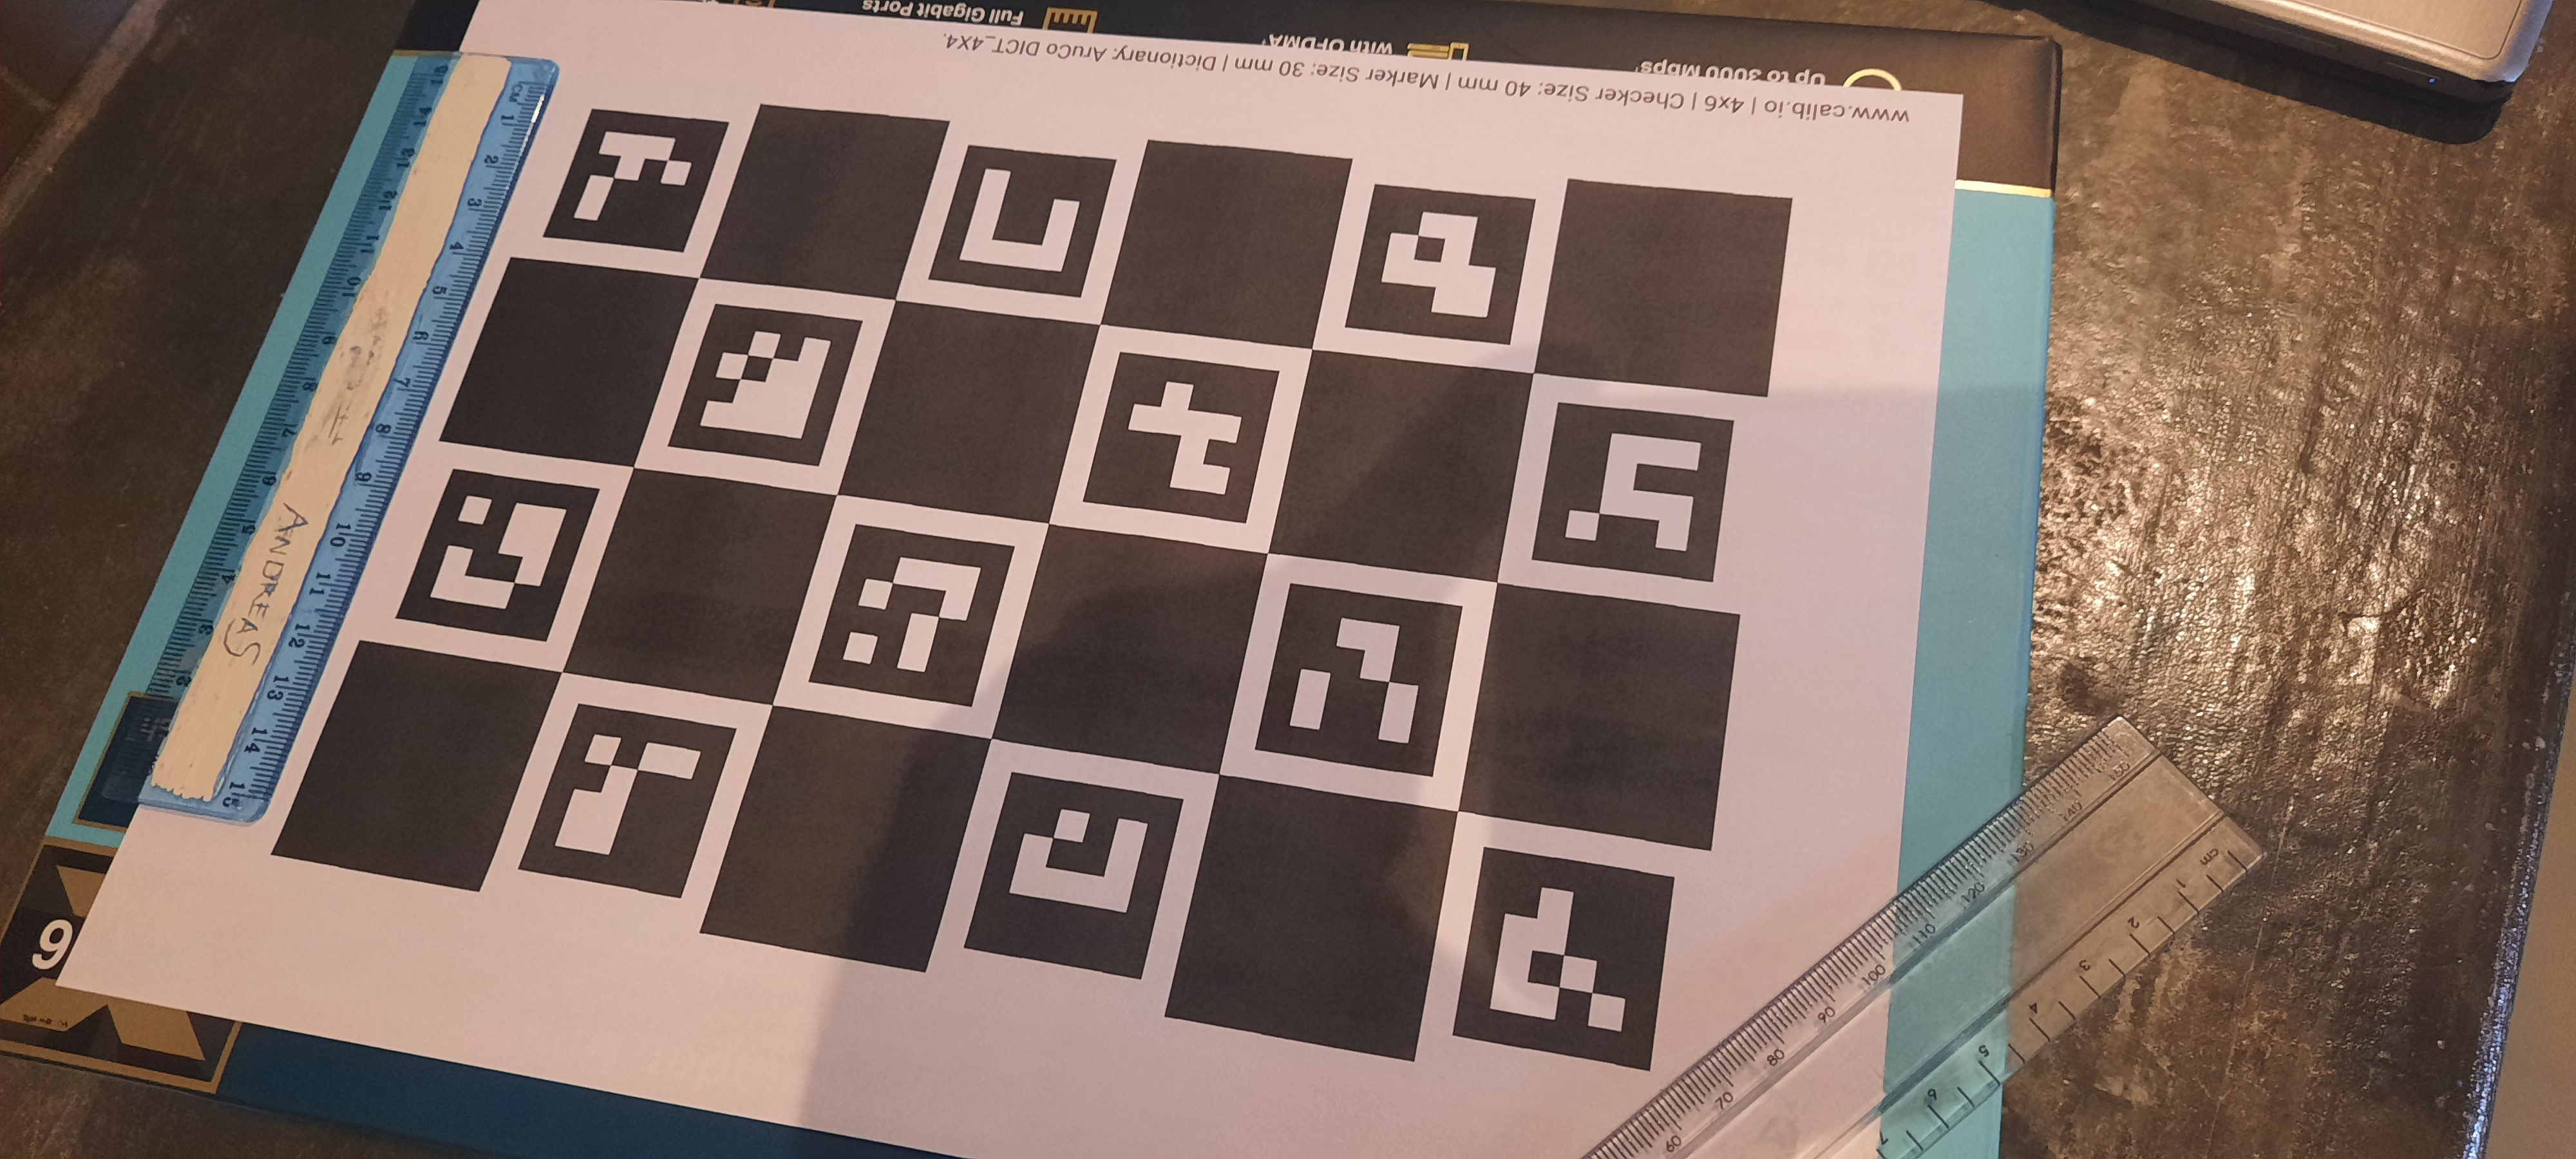 Full Gigabit Ports
with OFDMA
Up to 3000 Mbps
www.calib.io | 4x6 | Checker Size: 40 mm | Marker Size: 30 mm | Dictionary: AruCo DICT_4X4.
CM 1 2 3 4 5 6 7 8 9 10 11 12 13 14 15
ANDREAS
9
cm 1 2 3 4 5 6 7
60 70 80 90 100 110 120 130 140 150